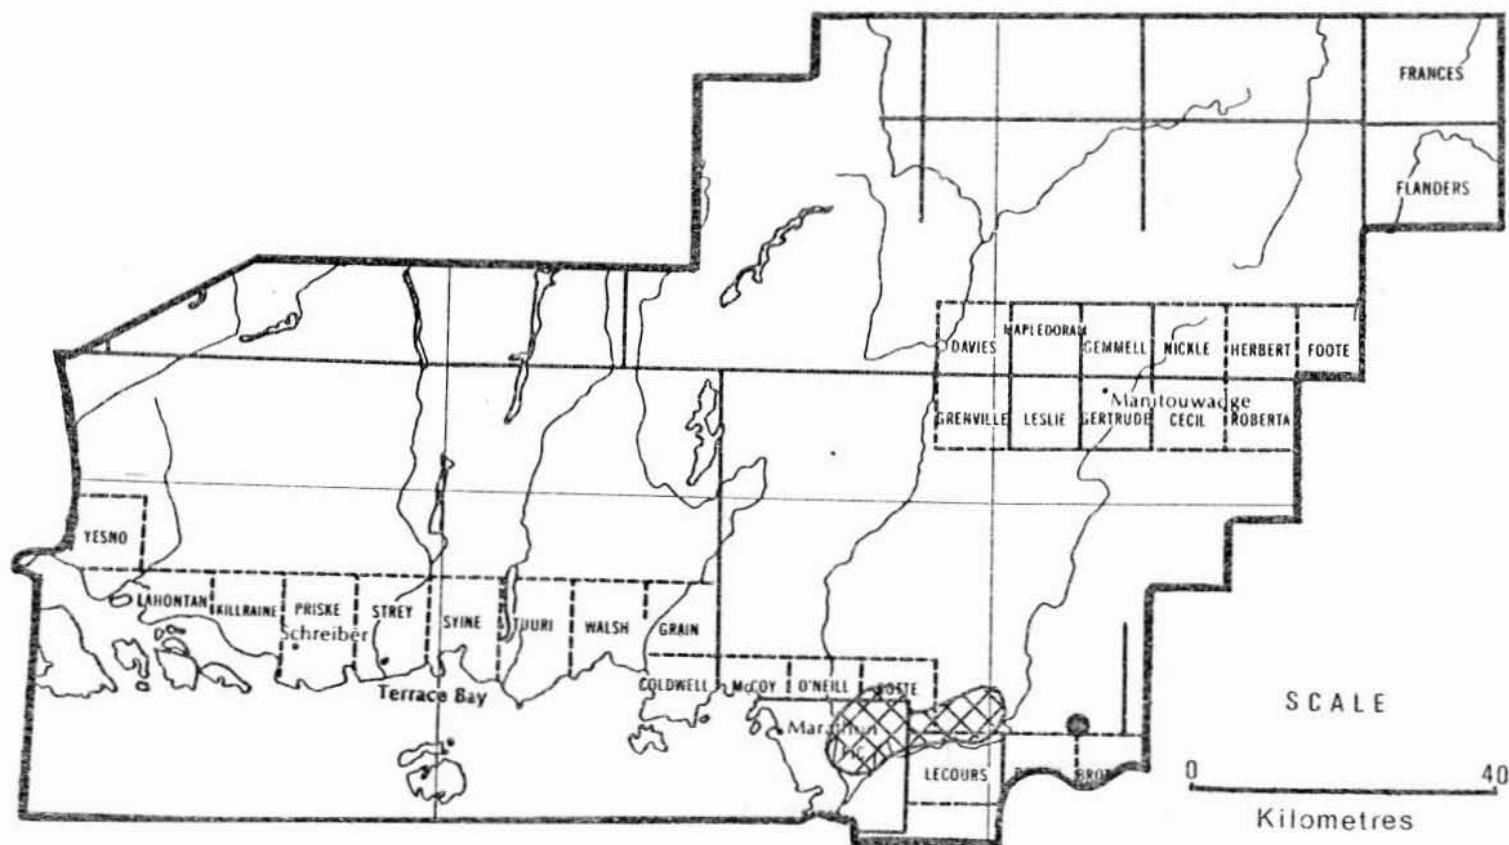 FRANCES
FLANDERS
DAVIES
MAPLEDORAM
GEMMELL
NICKLE
HERBERT
FOOTE
Manitouwadge
GRENVILLE
LESLIE
GERTRUDE
CECIL
ROBERTA
YESNO
LAHONTAN
KILLRAINE
PRISKE
STREY
SYINE
TUURI
WALSH
GRAIN
Schreiber
Terrace Bay
COLDWELL
McCOY
O'NEILL
Marathon
LECOURS
SCALE
0 40
Kilometres